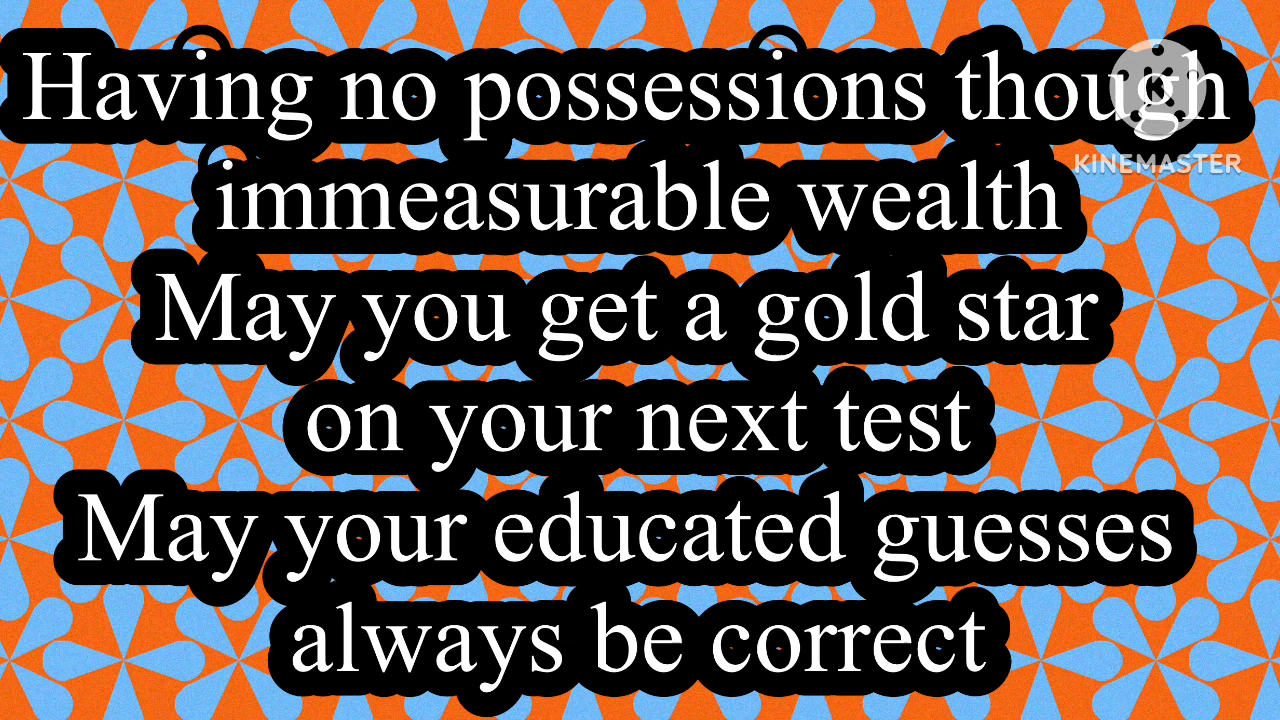 Having no possessions though
KINEMASTER
immeasurable wealth
May you get a gold star
on your next test
May your educated guesses
always be correct